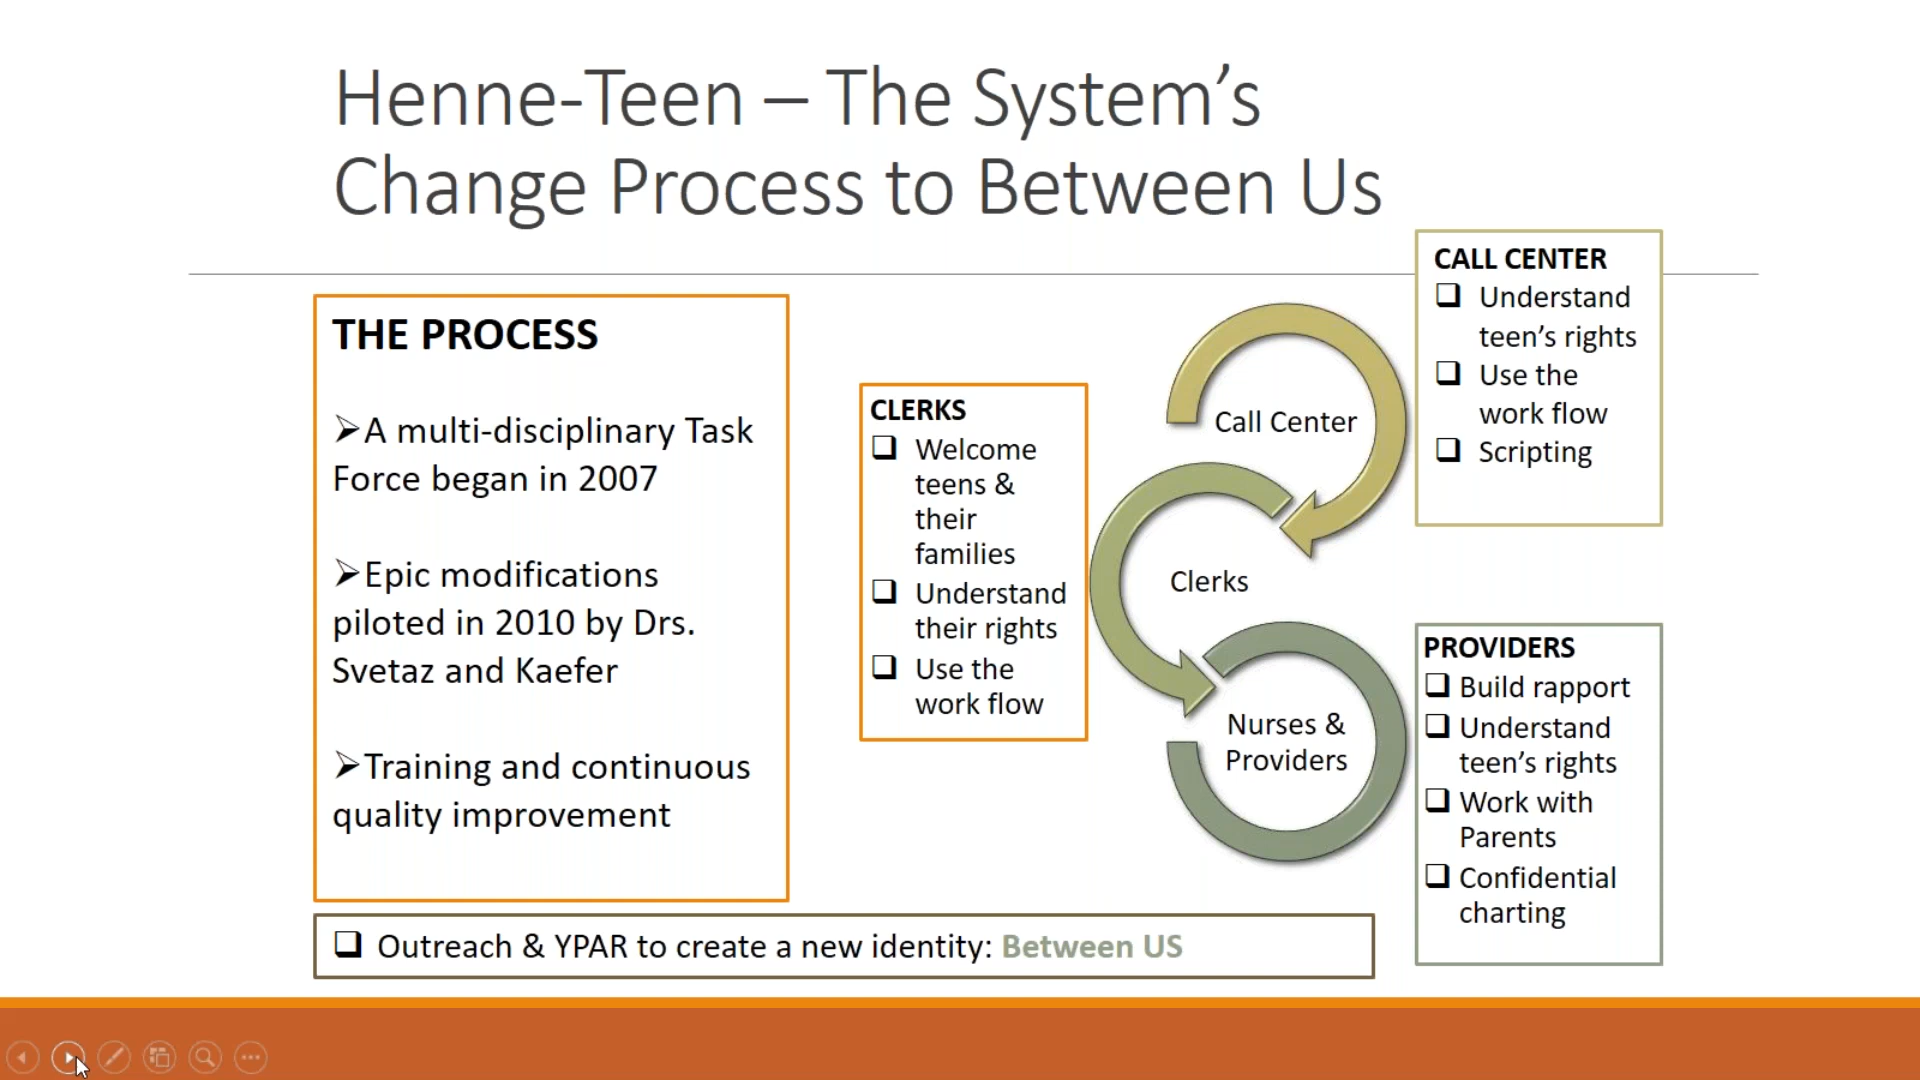 Henne-Teen – The System’s
Change Process to Between Us
THE PROCESS
➢A multi-disciplinary Task
Force began in 2007
➢Epic modifications
piloted in 2010 by Drs.
Svetaz and Kaefer
➢Training and continuous
quality improvement
CLERKS
❑ Welcome
teens &
their
families
❑ Understand
their rights
❑ Use the
work flow
Call Center
Clerks
Nurses &
Providers
CALL CENTER
❑ Understand
teen’s rights
❑ Use the
work flow
❑ Scripting
PROVIDERS
❑ Build rapport
❑ Understand
teen’s rights
❑ Work with
Parents
❑ Confidential
charting
❑ Outreach & YPAR to create a new identity: Between US